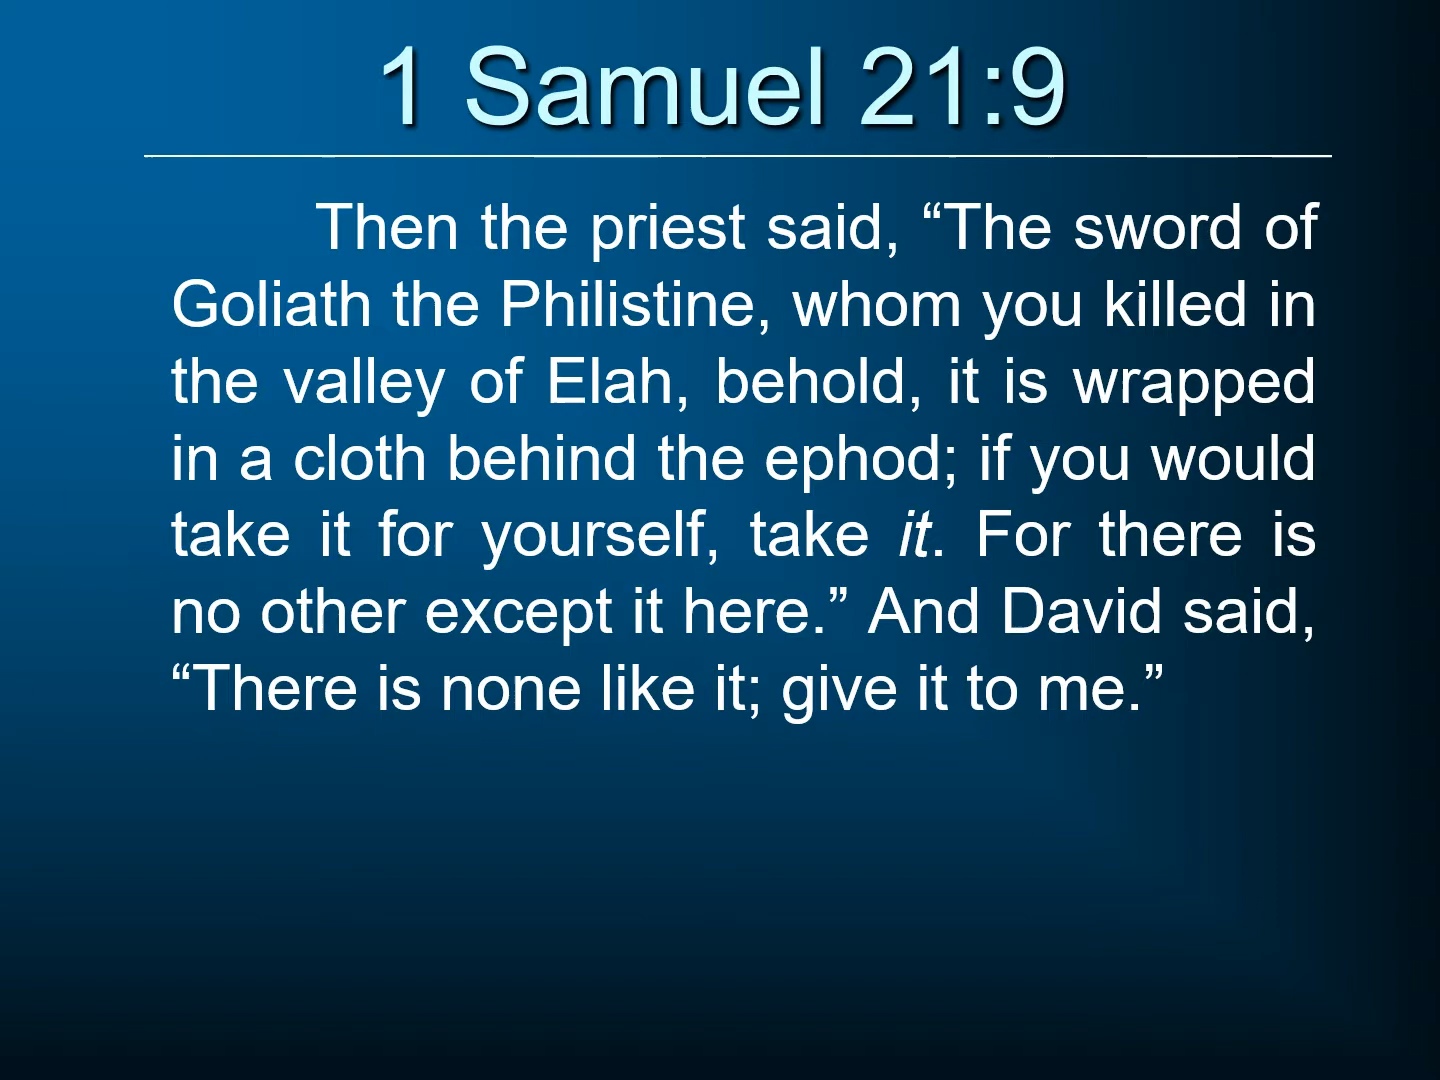 1 Samuel 21:9
Then the priest said, “The sword of
Goliath the Philistine, whom you killed in
the valley of Elah, behold, it is wrapped
in a cloth behind the ephod; if you would
take it for yourself, take it. For there is
no other except it here.” And David said,
“There is none like it; give it to me.”